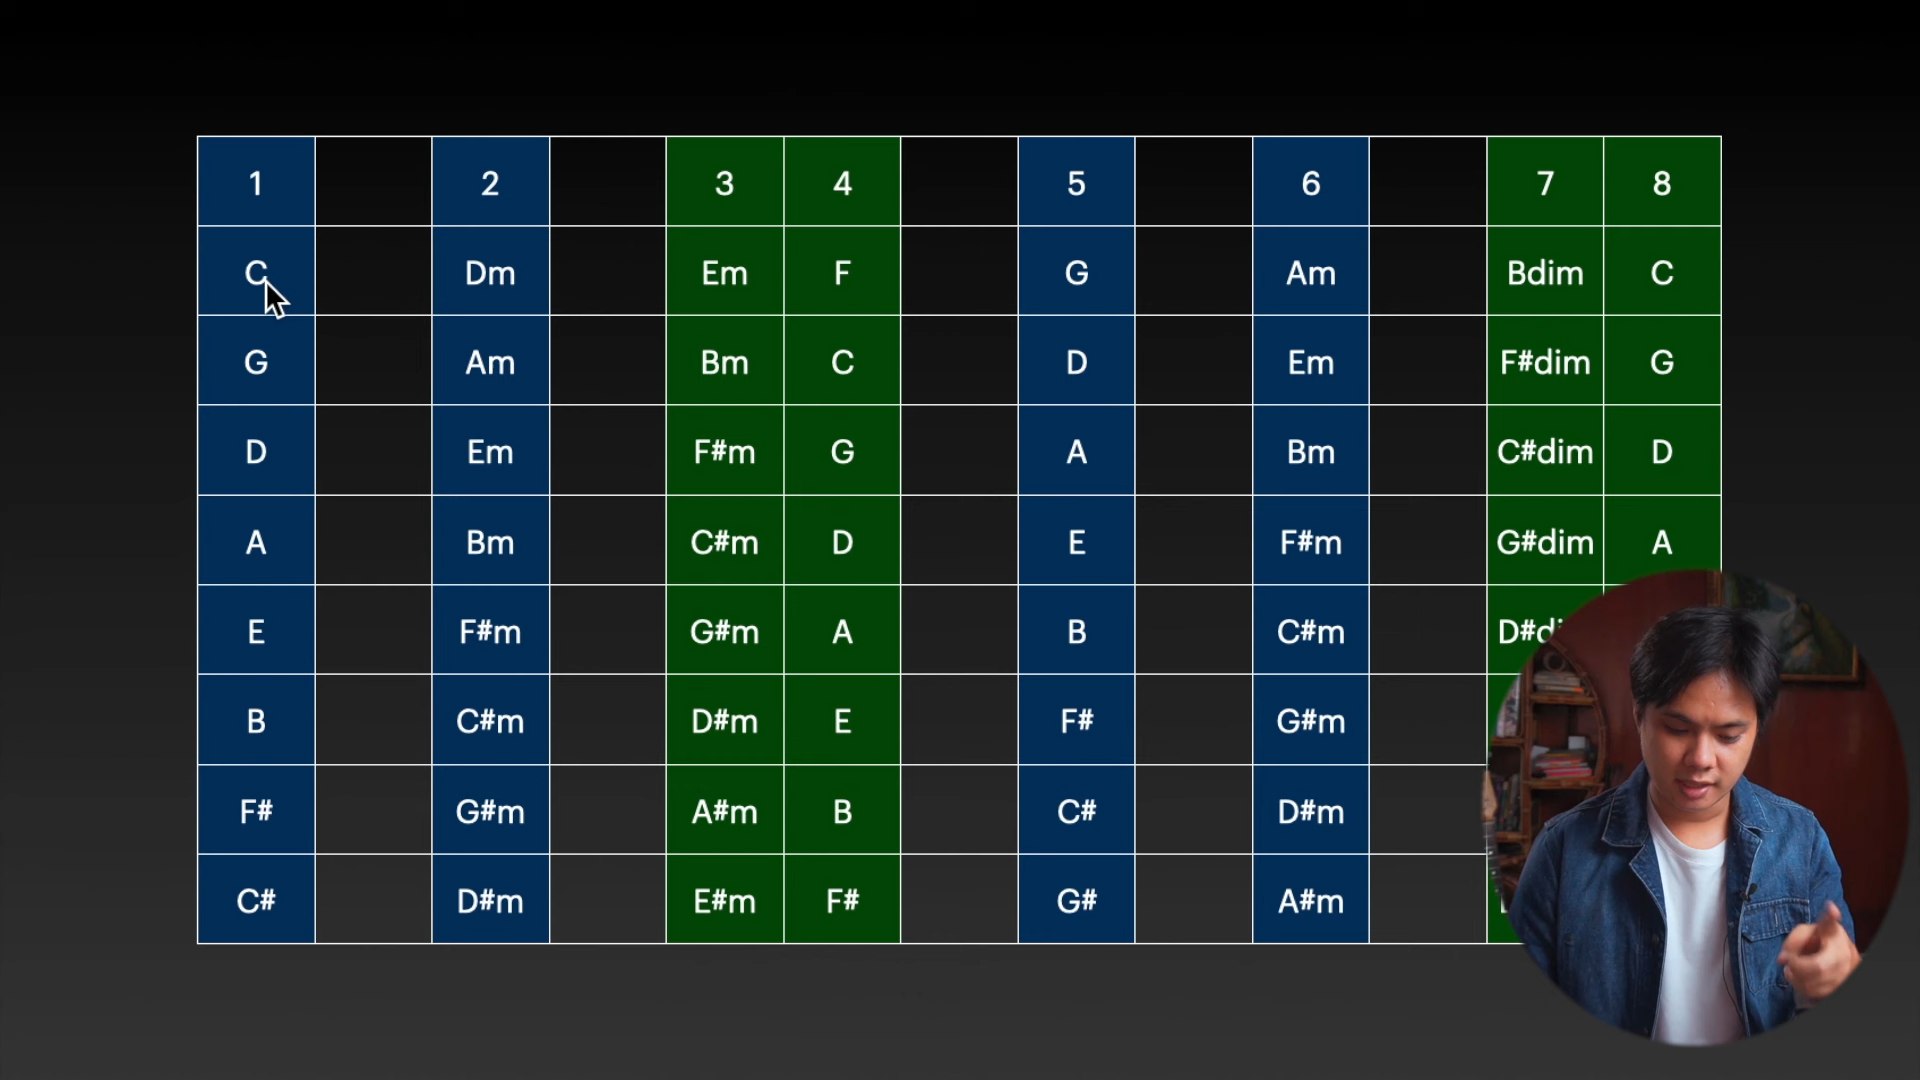 1 2 3 4 5 6 7 8
C Dm Em F G Am Bdim C
G Am Bm C D Em F#dim G
D Em F#m G A Bm C#dim D
A Bm C#m D E F#m G#dim A
E F#m G#m A B C#m
B C#m D#m E F# G#m
F# G#m A#m B C# D#m
C# D#m E#m F# G# A#m